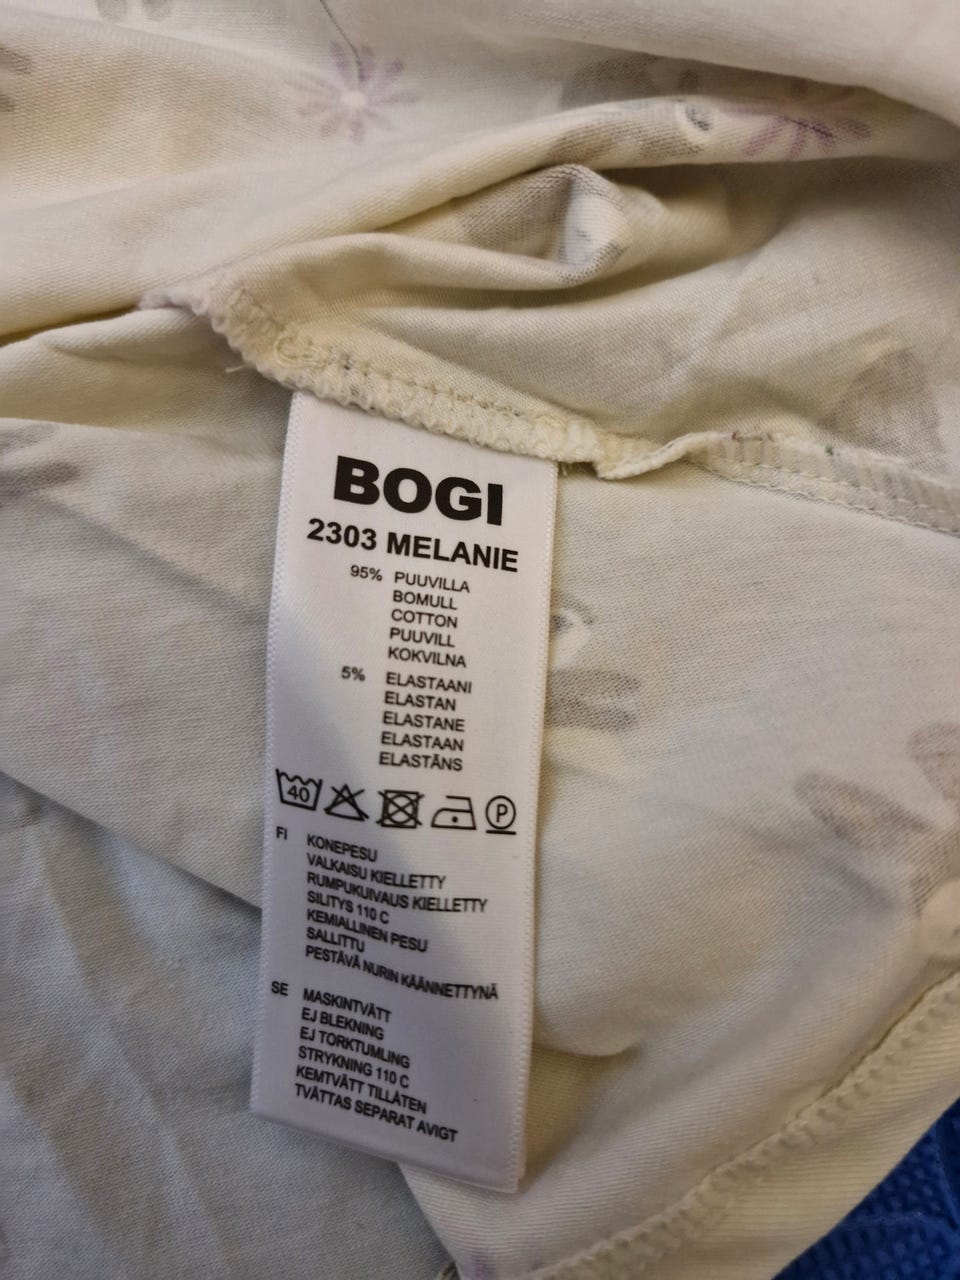 BOGI
2303 MELANIE
95% PUUVILLA
BOMULL
COTTON
PUUVILL
KOKVILNA
5% ELASTAANI
ELASTAN
ELASTANE
ELASTAAN
ELASTĀNS
40 P
FI KONEPESU
VALKAISU KIELLETTY
RUMPUKUIVAUS KIELLETTY
SILITYS 110 C
KEMIALLINEN PESU
SALLITTU
PESTÄVÄ NURIN KÄÄNNETTYNÄ
SE MASKINTVÄTT
EJ BLEKNING
EJ TORKTUMLING
STRYKNING 110 C
KEMTVÄTT TILLÅTEN
TVÄTTAS SEPARAT AVIGT